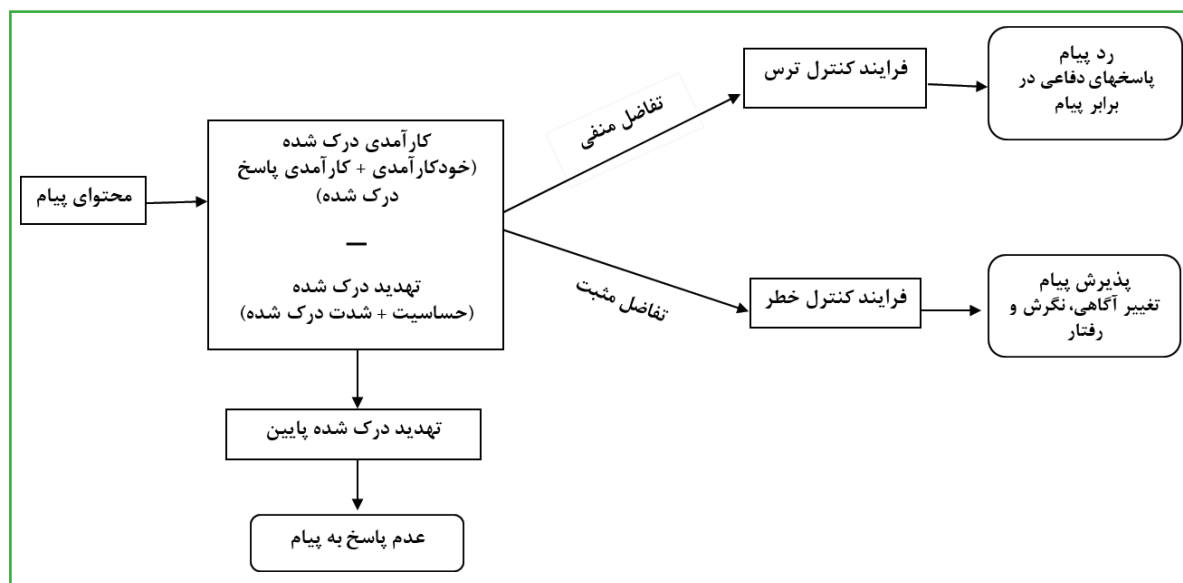 محتوای پیام
کارآمدی درک شده
(خودکارآمدی + کارآمدی پاسخ
درک شده)
—
تهدید درک شده
(حساسیت + شدت درک شده)
تفاضل منفی
فرایند کنترل ترس
رد پیام
پاسخهای دفاعی در
برابر پیام
تفاضل مثبت
فرایند کنترل خطر
پذیرش پیام
تغییر آگاهی، نگرش و
رفتار
تهدید درک شده پایین
عدم پاسخ به پیام